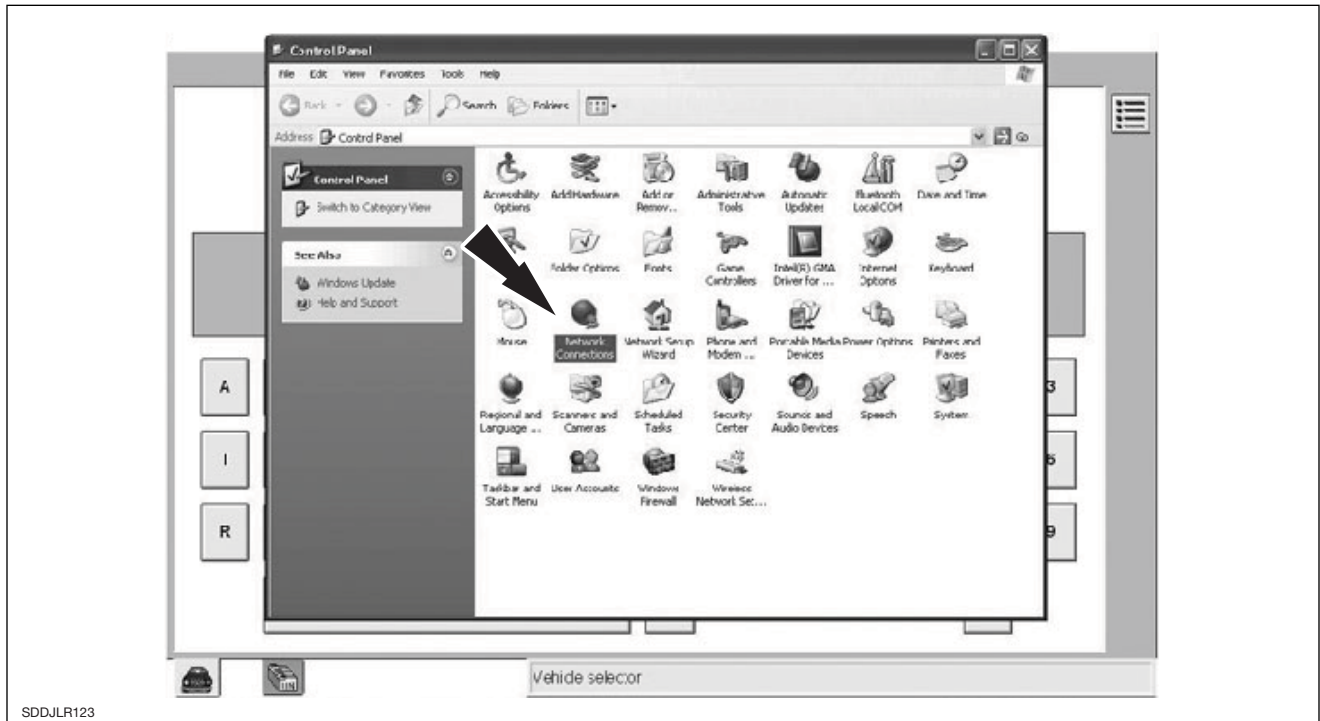 Control Panel
File Edit View Favorites Tools Help
Back Search Folders
Address Control Panel
Control Panel
Switch to Category View
See Also
Windows Update
Help and Support
Accessibility Options
Add Hardware
Add or Remov...
Administrative Tools
Automatic Updates
Bluetooth Local COM
Date and Time
Folder Options
Fonts
Game Controllers
Intel(R) GMA Driver for ...
Internet Options
Keyboard
Mouse
Network Connections
Network Setup Wizard
Phone and Modem ...
Portable Media Devices
Power Options
Printers and Faxes
Regional and Language ...
Scanners and Cameras
Scheduled Tasks
Security Center
Sounds and Audio Devices
Speech
System
Taskbar and Start Menu
User Accounts
Windows Firewall
Wireless Network Set...
A
3
I
R
9
Vehicle selector
SDDJLR123